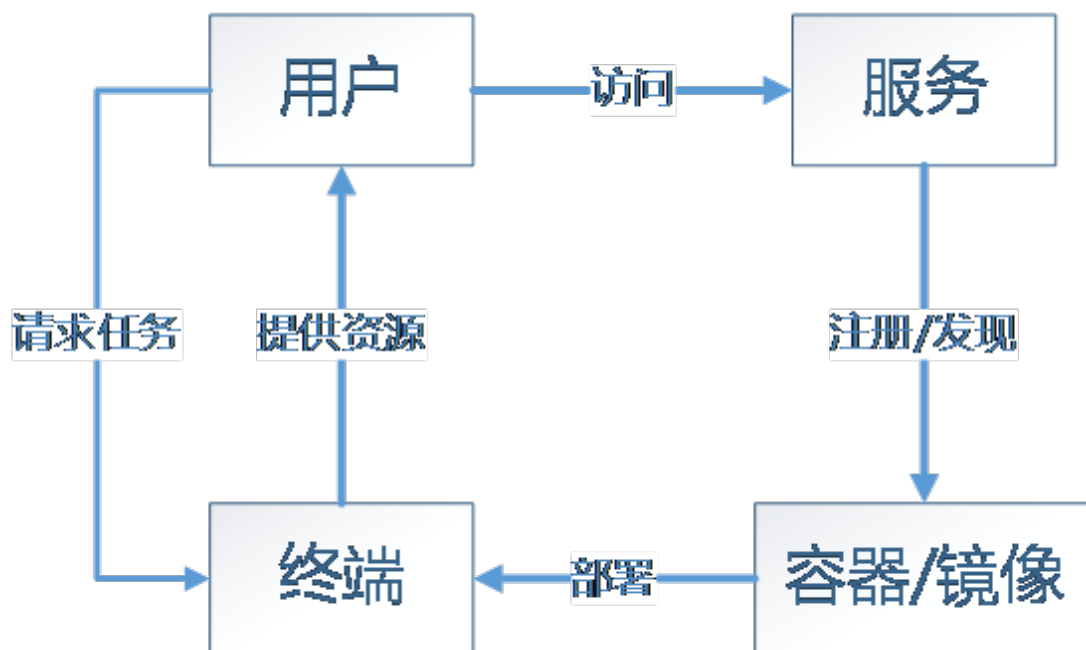 用户
访问
服务
请求任务
提供资源
注册/发现
终端
部署
容器/镜像